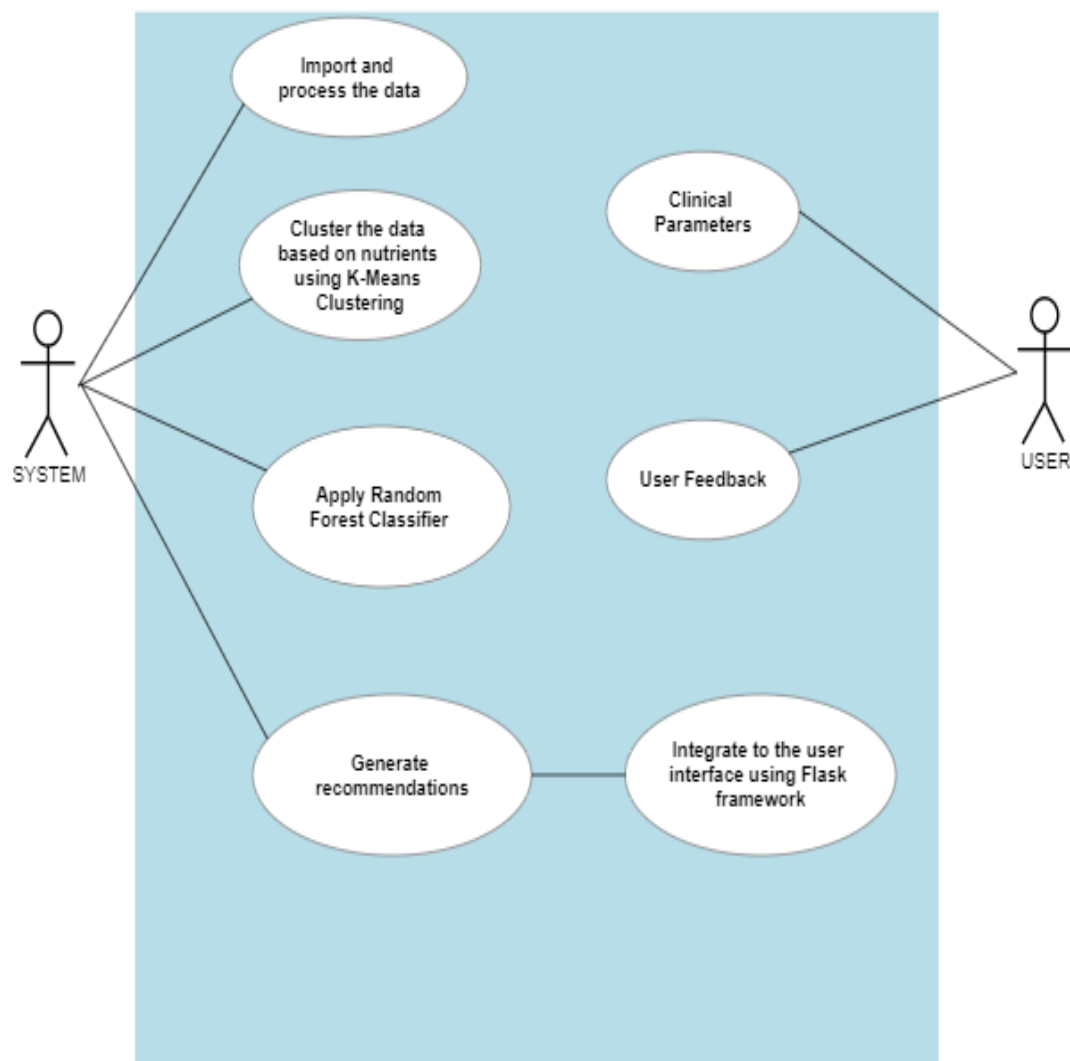 Import and
process the data
Cluster the data
based on nutrients
using K-Means
Clustering
Clinical
Parameters
SYSTEM
USER
Apply Random
Forest Classifier
User Feedback
Generate
recommendations
Integrate to the user
interface using Flask
framework